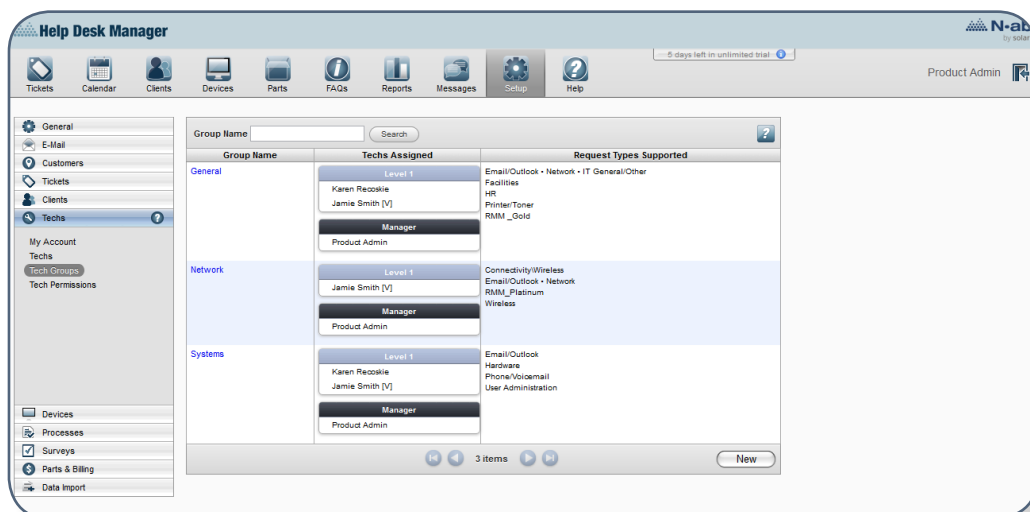 Help Desk Manager
N-ab
by solar
5 days left in unlimited trial
Tickets Calendar Clients Devices Parts FAQs Reports Messages Setup Help
Product Admin
General
E-Mail
Customers
Tickets
Clients
Techs
My Account
Techs
Tech Groups
Tech Permissions
Devices
Processes
Surveys
Parts & Billing
Data Import
Group Name Search
Group Name Techs Assigned Request Types Supported
General
Level 1
Karen Recoskie
Jamie Smith [V]
Manager
Product Admin
Email/Outlook • Network • IT General/Other
Facilities
HR
Printer/Toner
RMM _Gold
Network
Level 1
Jamie Smith [V]
Manager
Product Admin
Connectivity\Wireless
Email/Outlook • Network
RMM_Platinum
Wireless
Systems
Level 1
Karen Recoskie
Jamie Smith [V]
Manager
Product Admin
Email/Outlook
Hardware
Phone/Voicemail
User Administration
3 items
New